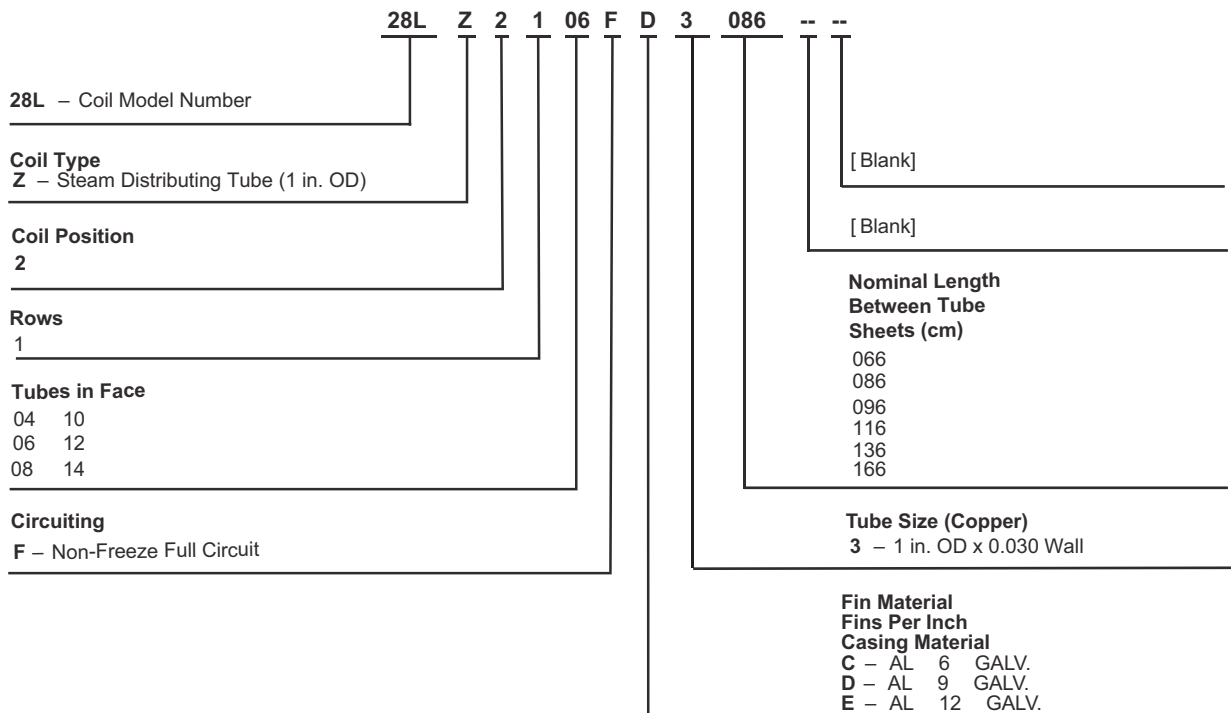 28L Z 2 1 06 F D 3 086 -- --
28L – Coil Model Number
Coil Type
Z – Steam Distributing Tube (1 in. OD)
Coil Position
2
Rows
1
Tubes in Face
04 10
06 12
08 14
Circuiting
F – Non-Freeze Full Circuit
[ Blank]
[ Blank]
Nominal Length
Between Tube
Sheets (cm)
066
086
096
116
136
166
Tube Size (Copper)
3 – 1 in. OD x 0.030 Wall
Fin Material
Fins Per Inch
Casing Material
C – AL 6 GALV.
D – AL 9 GALV.
E – AL 12 GALV.